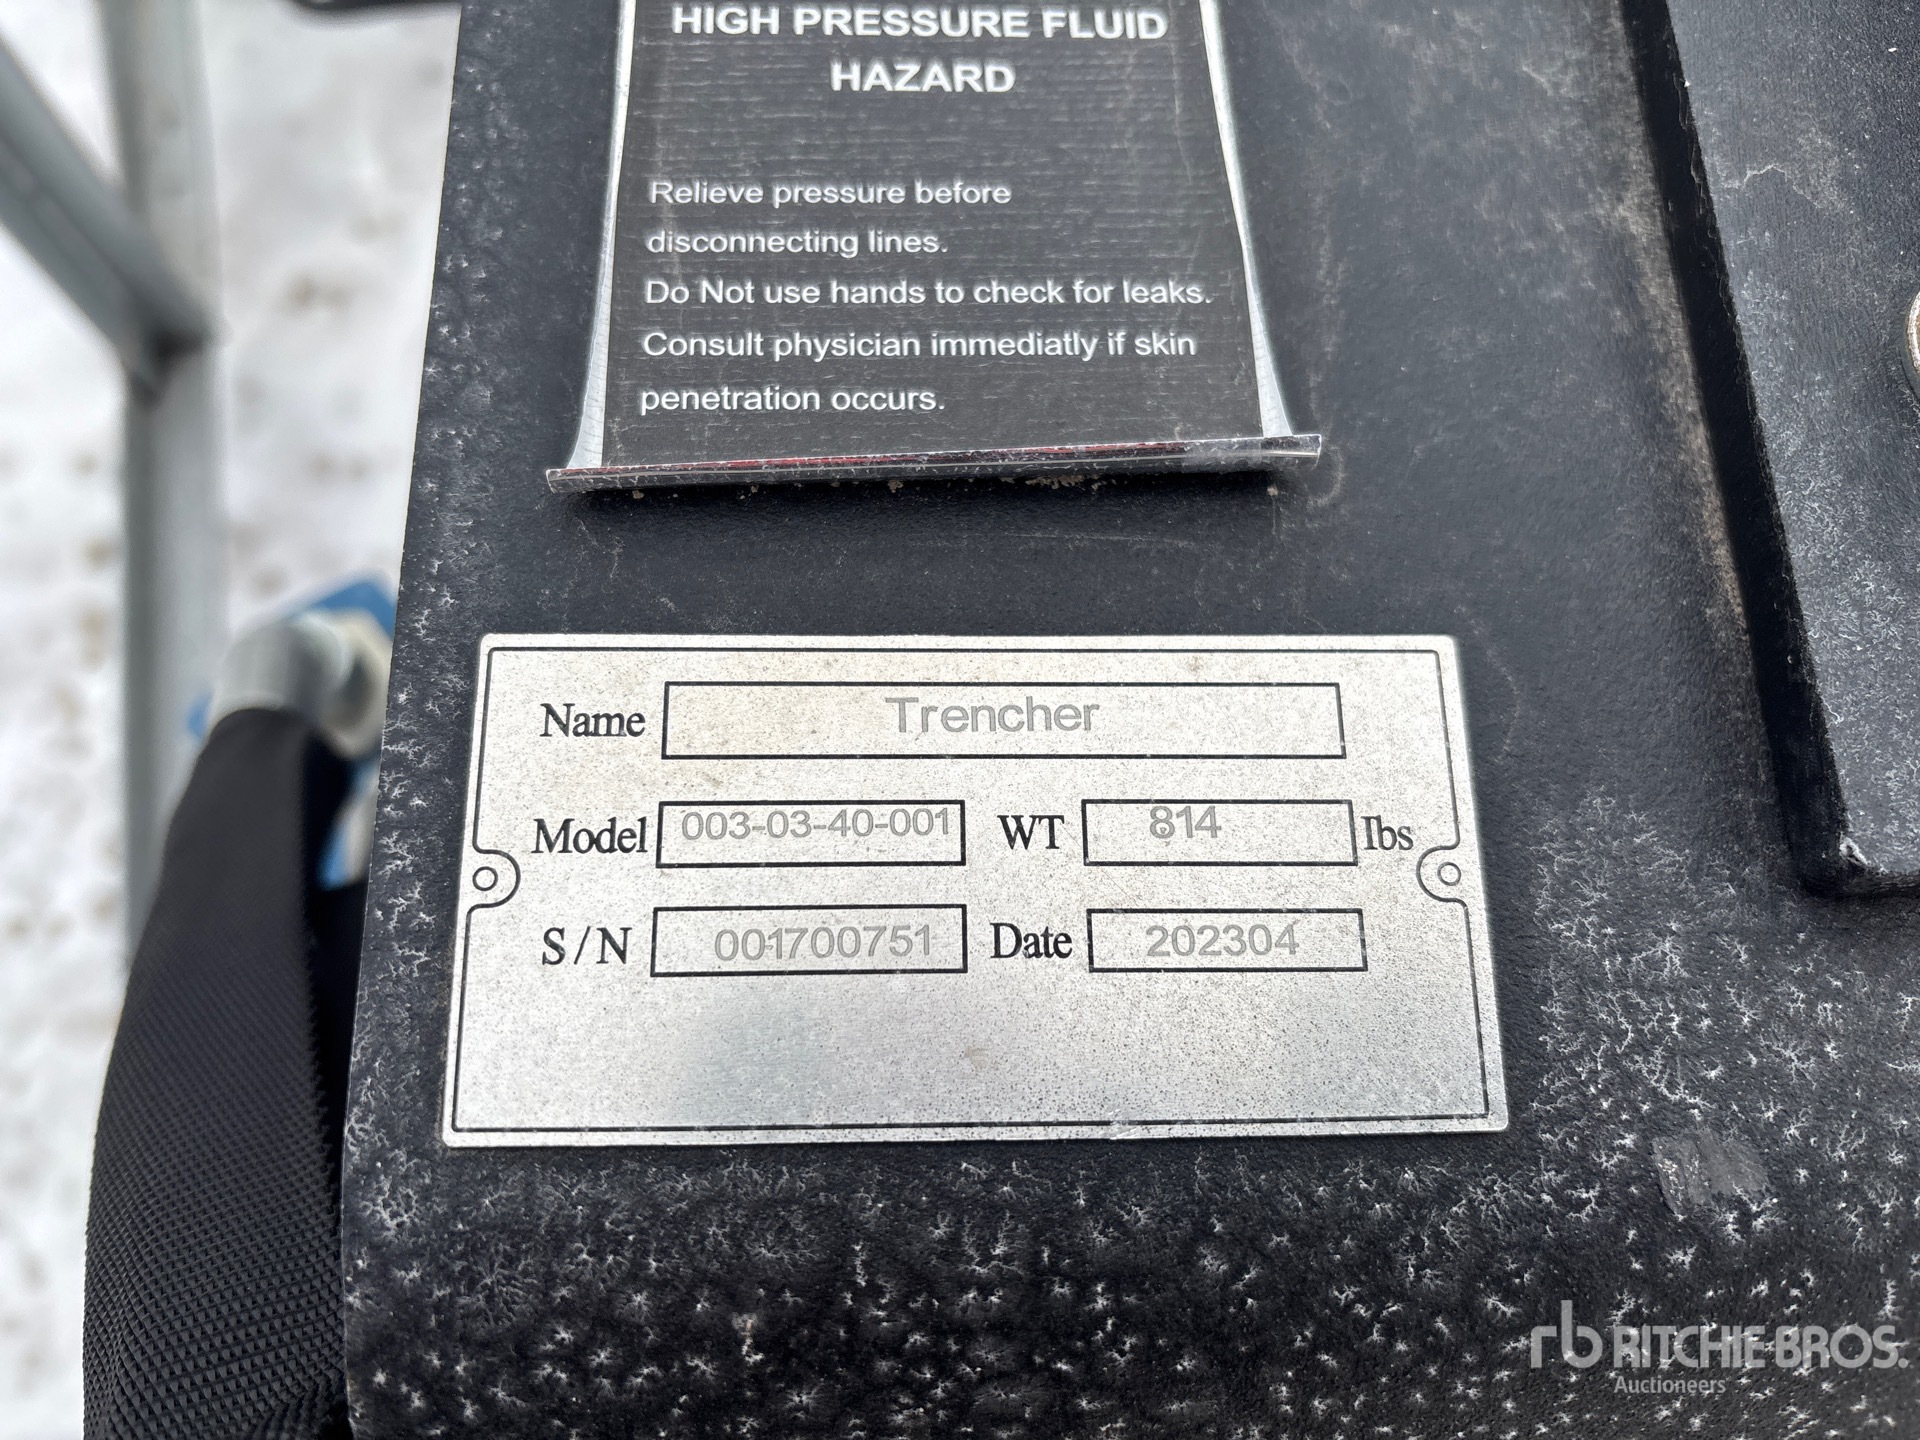 HIGH PRESSURE FLUID
HAZARD
Relieve pressure before
disconnecting lines.
Do Not use hands to check for leaks.
Consult physician immediatly if skin
penetration occurs.
Name Trencher
Model 003-03-40-001 WT 814 Ibs
S/N 001700751 Date 202304
rb RITCHIE BROS.
Auctioneers